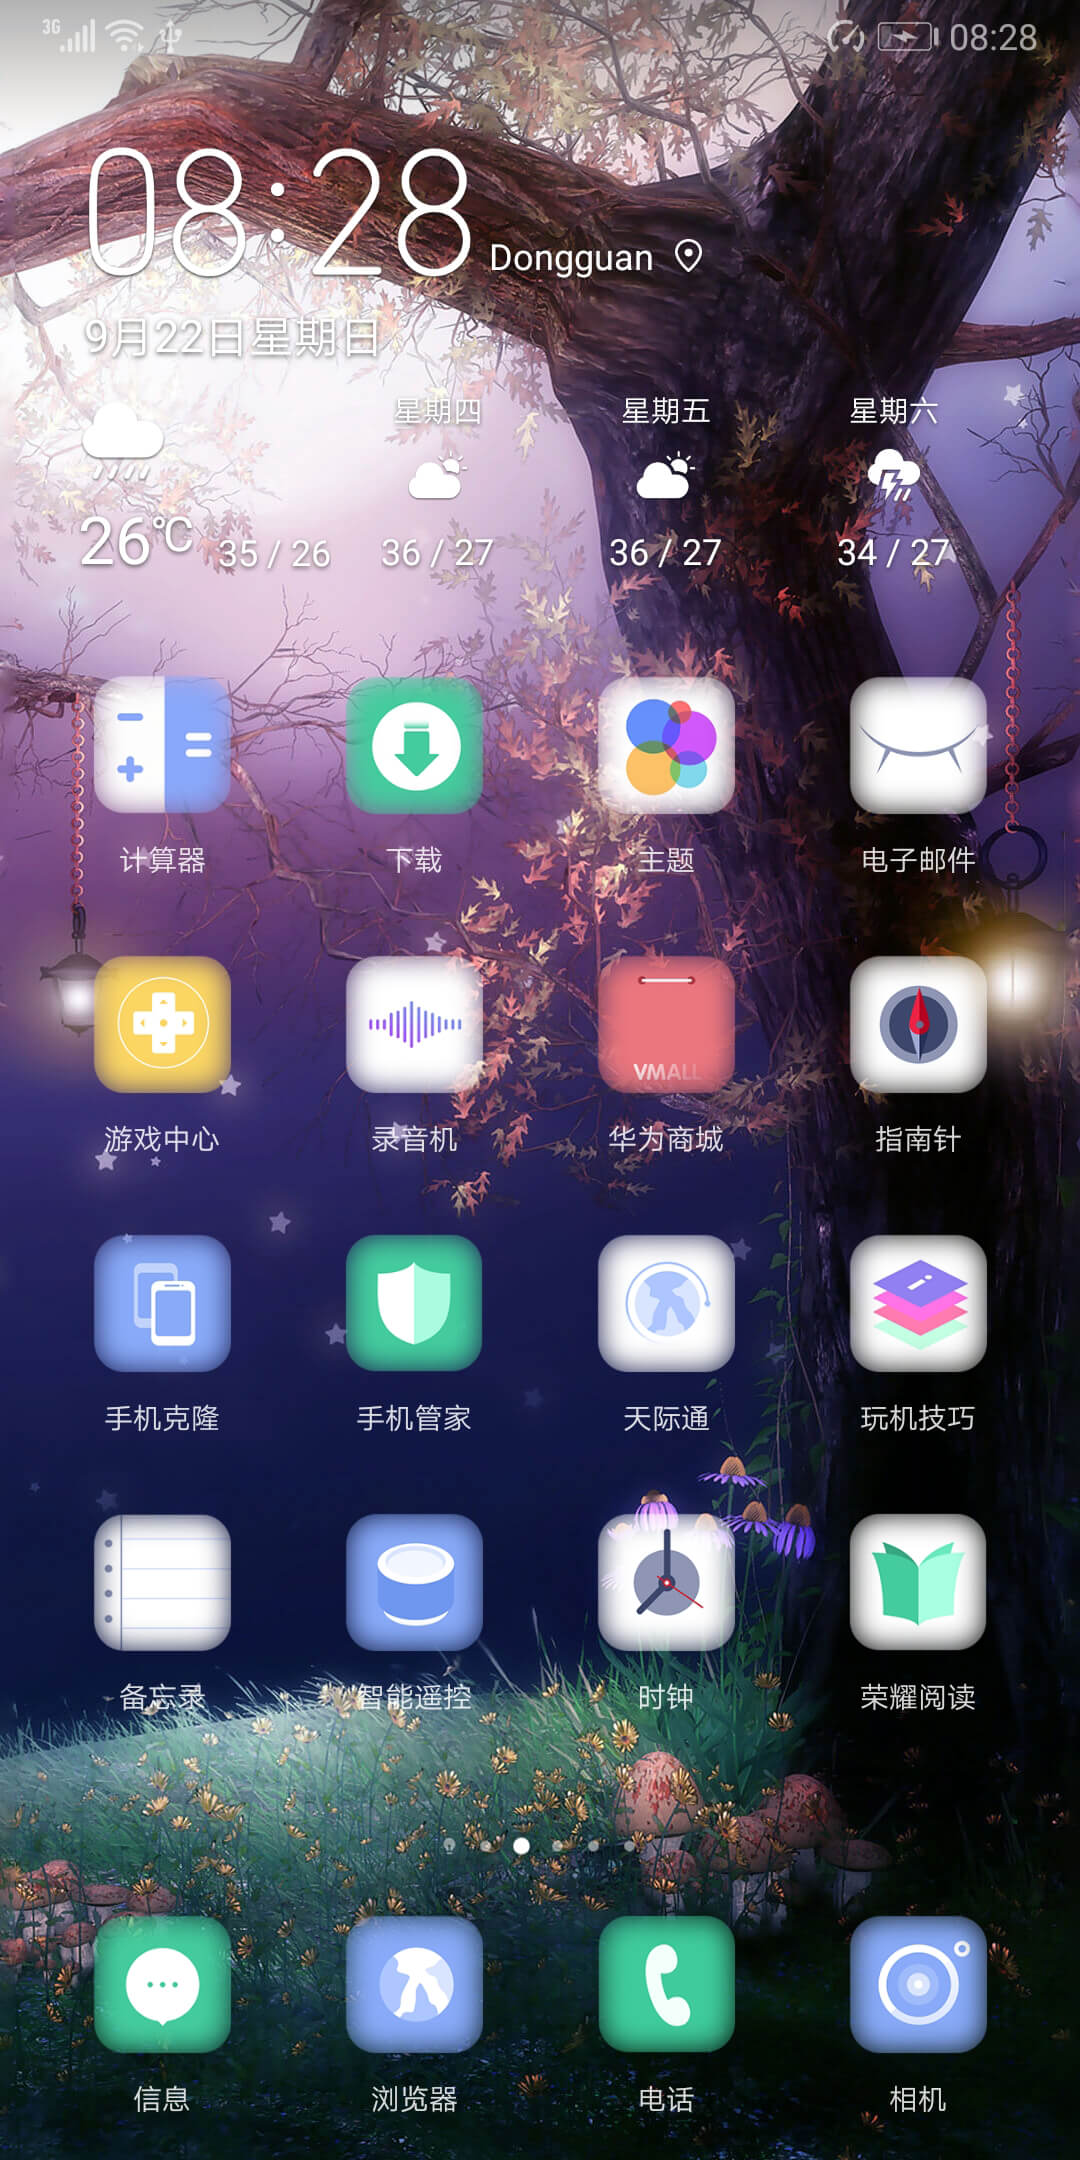 3G 08:28
08:28 Dongguan
9月22日星期日
星期四 星期五 星期六
26℃ 35 / 26 36 / 27 36 / 27 34 / 27
计算器 下载 主题 电子邮件
VMALL
游戏中心 录音机 华为商城 指南针
手机克隆 手机管家 天际通 玩机技巧
备忘录 智能遥控 时钟 荣耀阅读
信息 浏览器 电话 相机